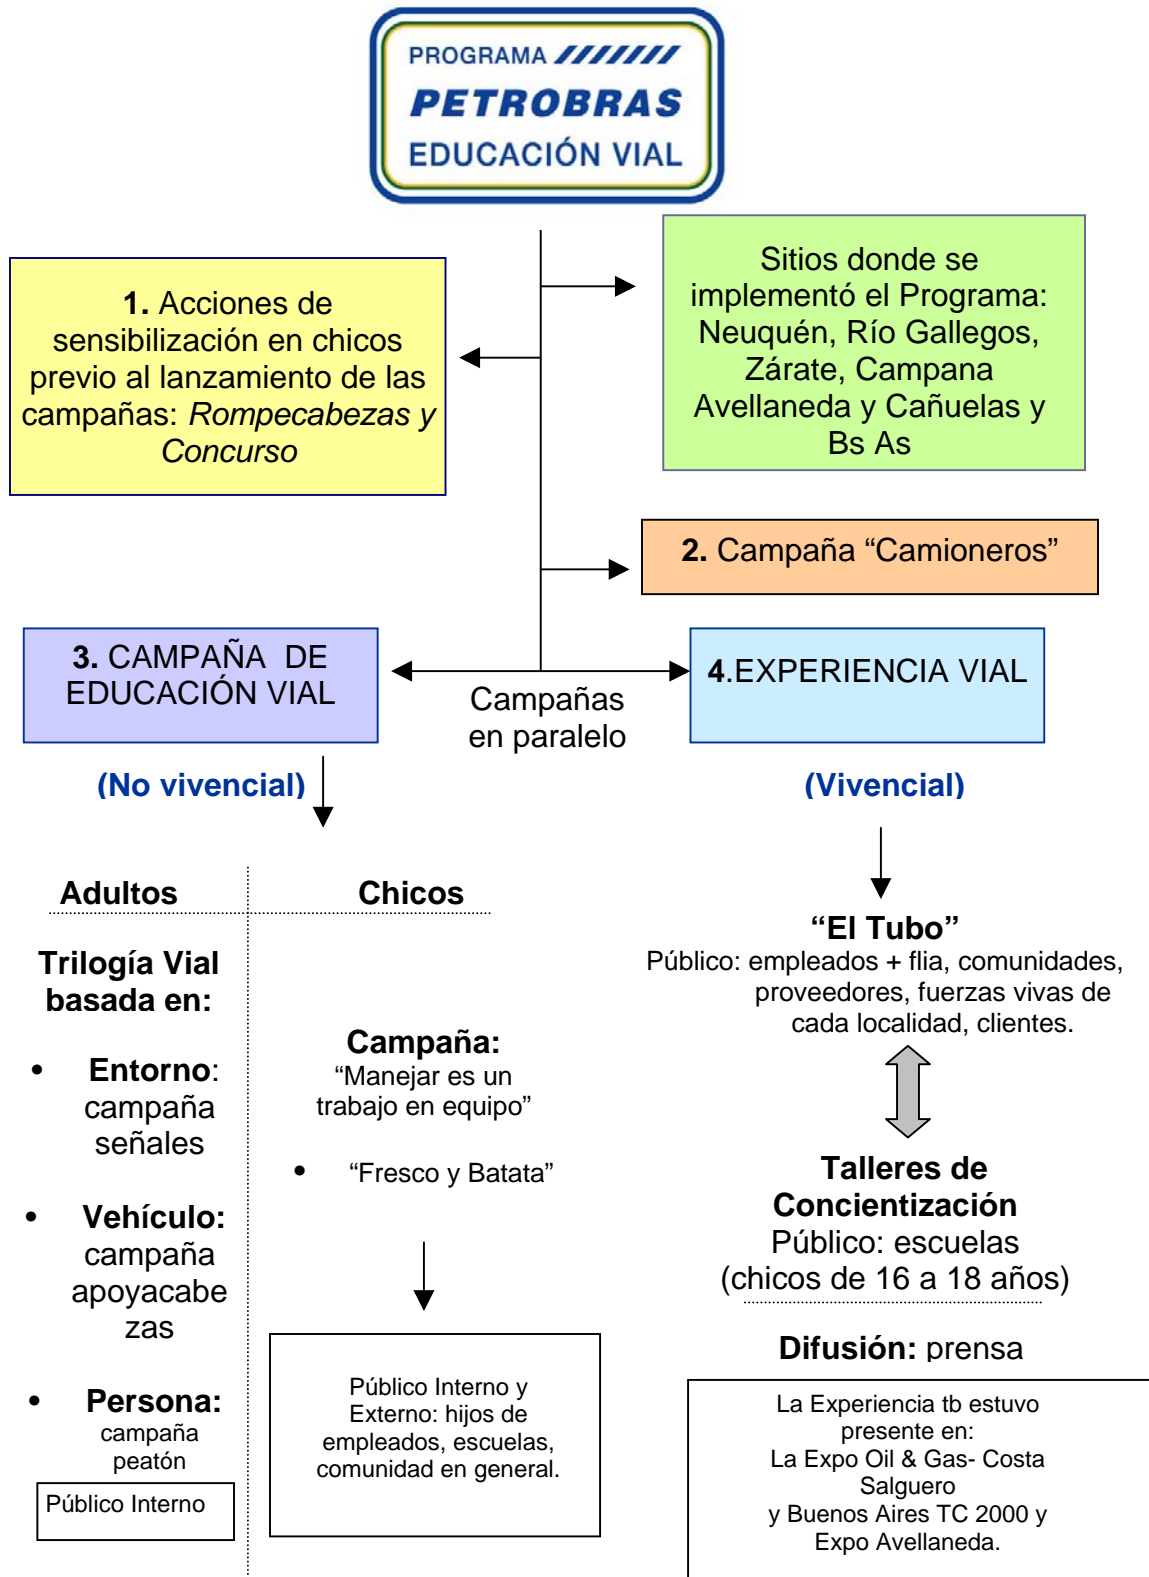 PROGRAMA
PETROBRAS
EDUCACIÓN VIAL
1. Acciones de
sensibilización en chicos
previo al lanzamiento de las
campañas: Rompecabezas y
Concurso
Sitios donde se
implementó el Programa:
Neuquén, Río Gallegos,
Zárate, Campana
Avellaneda y Cañuelas y
Bs As
2. Campaña “Camioneros”
3. CAMPAÑA DE
EDUCACIÓN VIAL
Campañas
en paralelo
4.EXPERIENCIA VIAL
(No vivencial)
(Vivencial)
Adultos
Trilogía Vial
basada en:
• Entorno:
campaña
señales
• Vehículo:
campaña
apoyacabe
zas
• Persona:
campaña
peatón
Público Interno
Chicos
Campaña:
“Manejar es un
trabajo en equipo”
• “Fresco y Batata”
Público Interno y
Externo: hijos de
empleados, escuelas,
comunidad en general.
“El Tubo”
Público: empleados + flia, comunidades,
proveedores, fuerzas vivas de
cada localidad, clientes.
Talleres de
Concientización
Público: escuelas
(chicos de 16 a 18 años)
Difusión: prensa
La Experiencia tb estuvo
presente en:
La Expo Oil & Gas- Costa
Salguero
y Buenos Aires TC 2000 y
Expo Avellaneda.